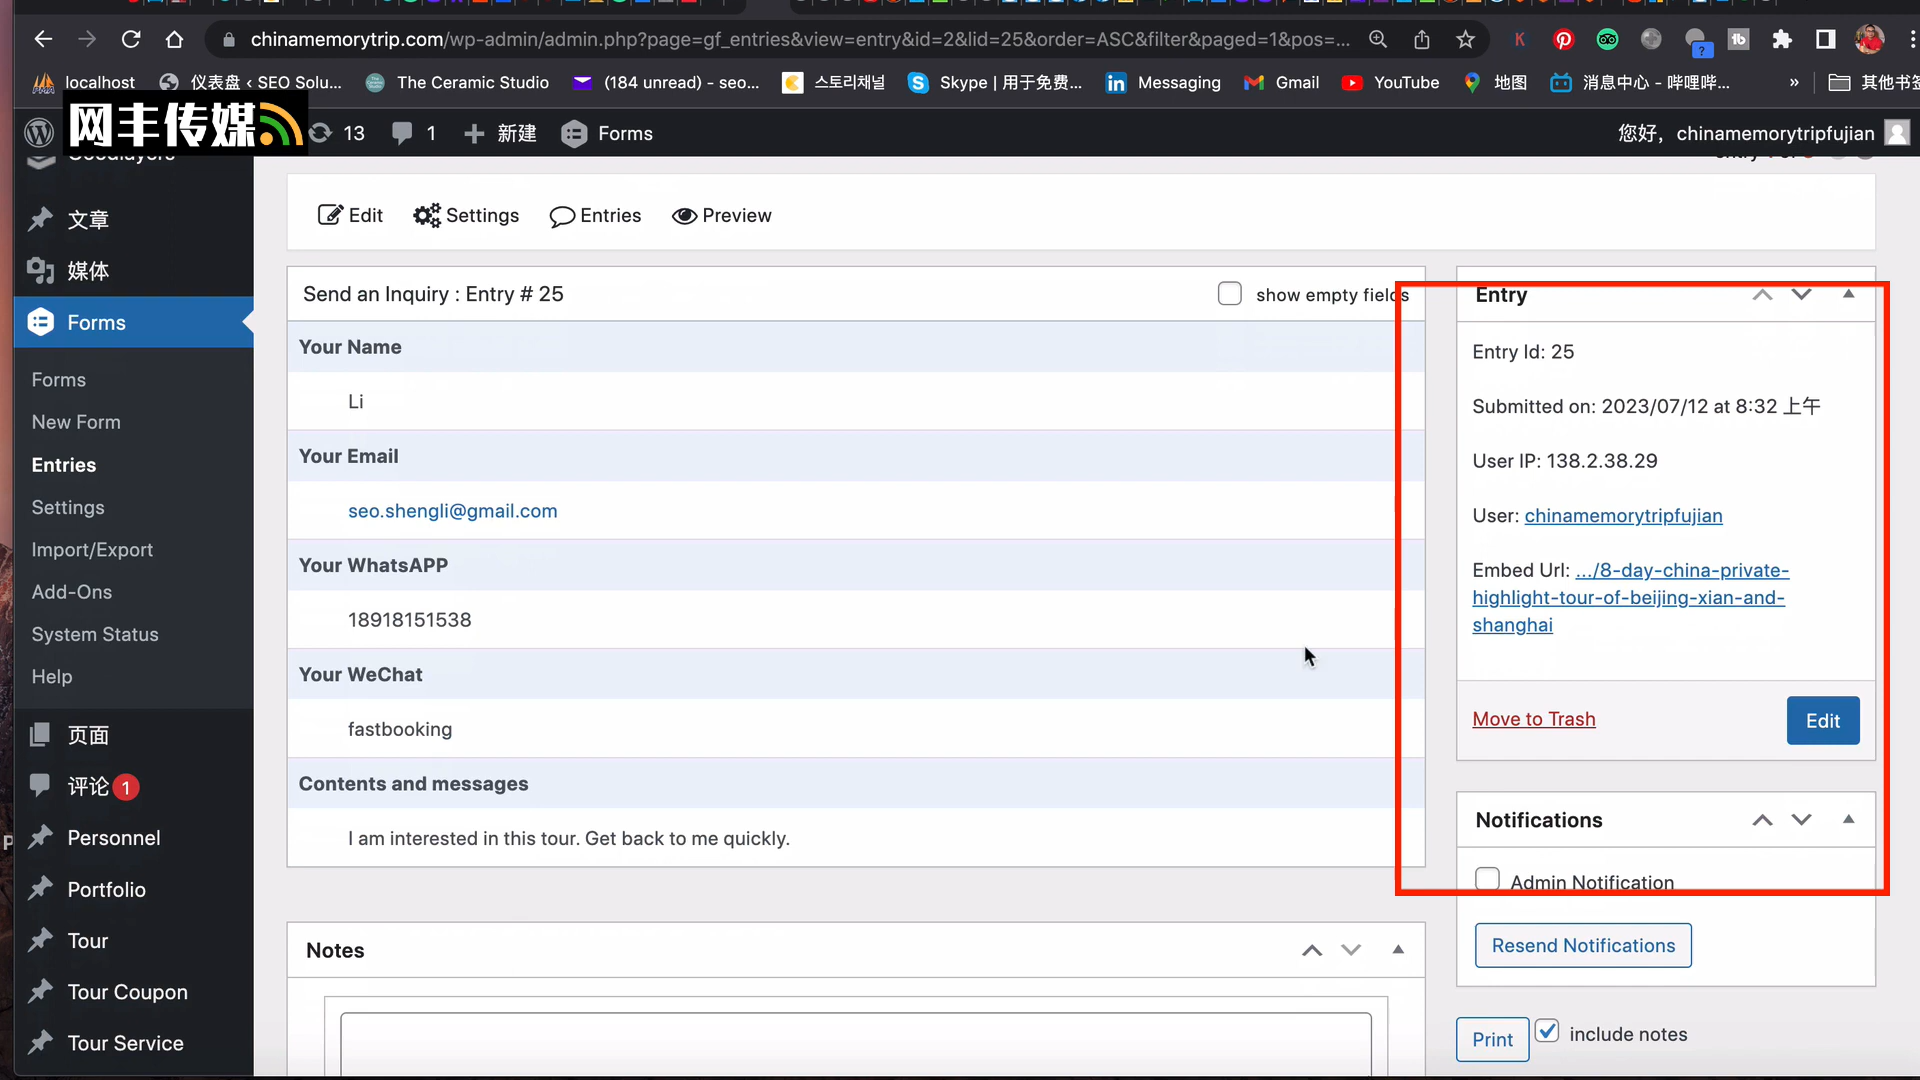 chinamemorytrip.com/wp-admin/admin.php?page=gf_entries&view=entry&id=2&lid=25&order=ASC&filter&paged=1&pos=...
localhost
仪表盘 ‹ SEO Solu...
The Ceramic Studio
(184 unread) - seo...
스토리채널
Skype | 用于免费...
Messaging
Gmail
YouTube
地图
消息中心 - 哔哩哔...
»
其他书签
网丰传媒
13
1
新建
Forms
您好，chinamemorytripfujian
文章
媒体
Forms
Forms
New Form
Entries
Settings
Import/Export
Add-Ons
System Status
Help
页面
评论 1
Personnel
Portfolio
Tour
Tour Coupon
Tour Service
Edit
Settings
Entries
Preview
Send an Inquiry : Entry # 25
show empty fields
Your Name
Li
Your Email
seo.shengli@gmail.com
Your WhatsAPP
18918151538
Your WeChat
fastbooking
Contents and messages
I am interested in this tour. Get back to me quickly.
Notes
Entry
Entry Id: 25
Submitted on: 2023/07/12 at 8:32 上午
User IP: 138.2.38.29
User: chinamemorytripfujian
Embed Url: .../8-day-china-private-
highlight-tour-of-beijing-xian-and-
shanghai
Move to Trash
Edit
Notifications
Admin Notification
Resend Notifications
Print
include notes